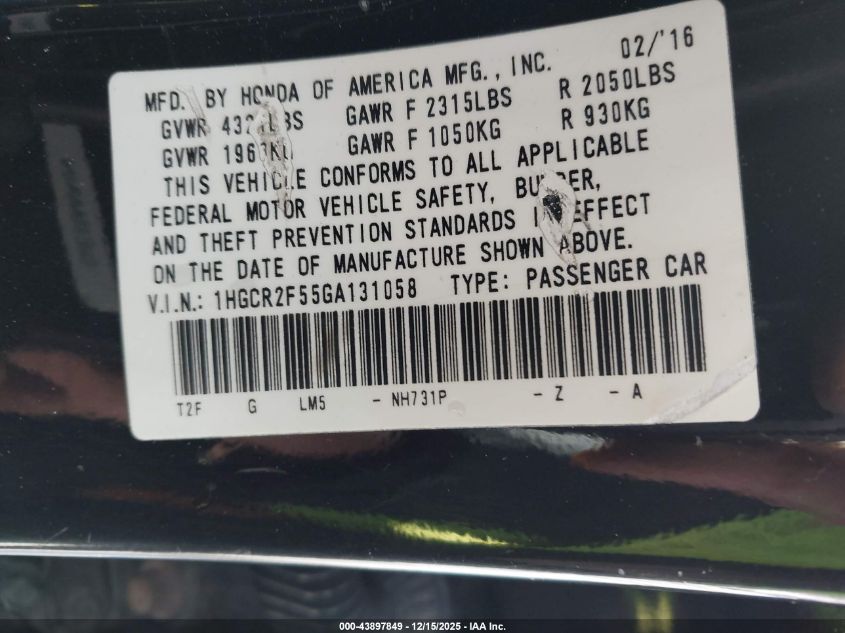 02/'16
MFD. BY HONDA OF AMERICA MFG., INC.
GVWR GAWR F 2315LBS R 2050LBS
GVWR GAWR F 1050KG R 930KG
THIS VEHICLE CONFORMS TO ALL APPLICABLE
FEDERAL MOTOR VEHICLE SAFETY, BUMPER,
AND THEFT PREVENTION STANDARDS IN EFFECT
ON THE DATE OF MANUFACTURE SHOWN ABOVE.
V.I.N.: 1HGCR2F55GA131058 TYPE: PASSENGER CAR
T2F G LM5 - NH731P - Z - A
000-43897849 - 12/15/2025 - IAA Inc.